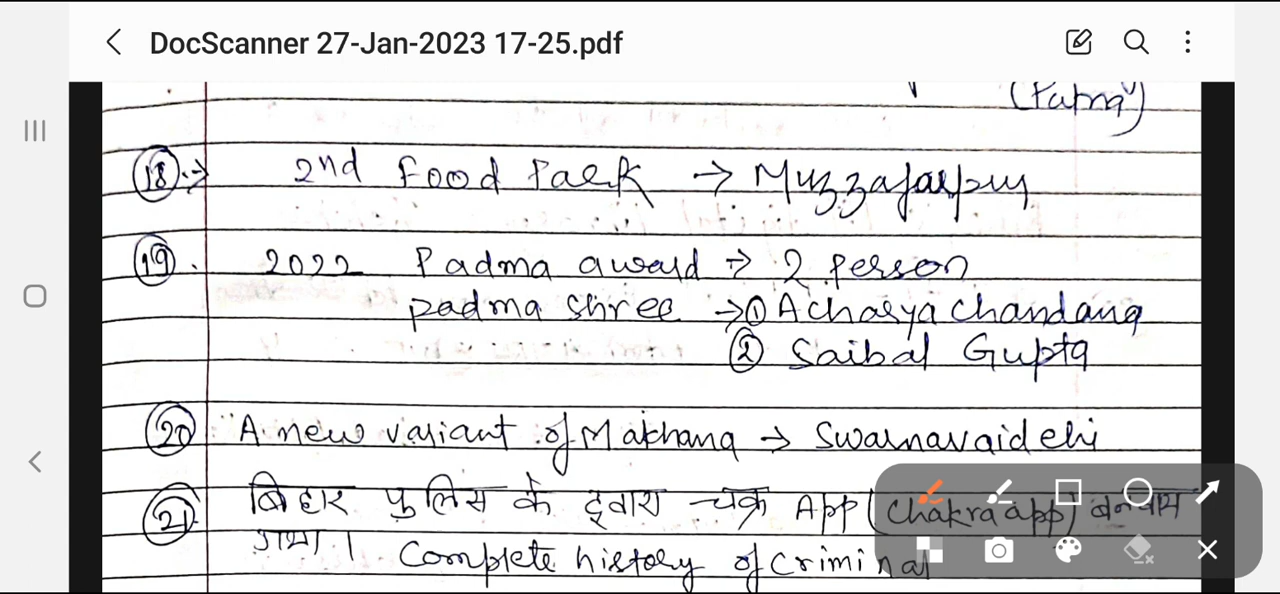 DocScanner 27-Jan-2023 17-25.pdf
(Patna)
(18) → 2nd Food Park → Muzzafarpur
(19). 2022 Padma award → 2 person
padma shree → ① Acharya Chandana
② Saibal Gupta
(20) A new variant of Makhana → Swarnavaidehi
(21) बिहार पुलिस के द्वारा चक्र App (Chakra app) बनाया
गया। Complete history of criminal